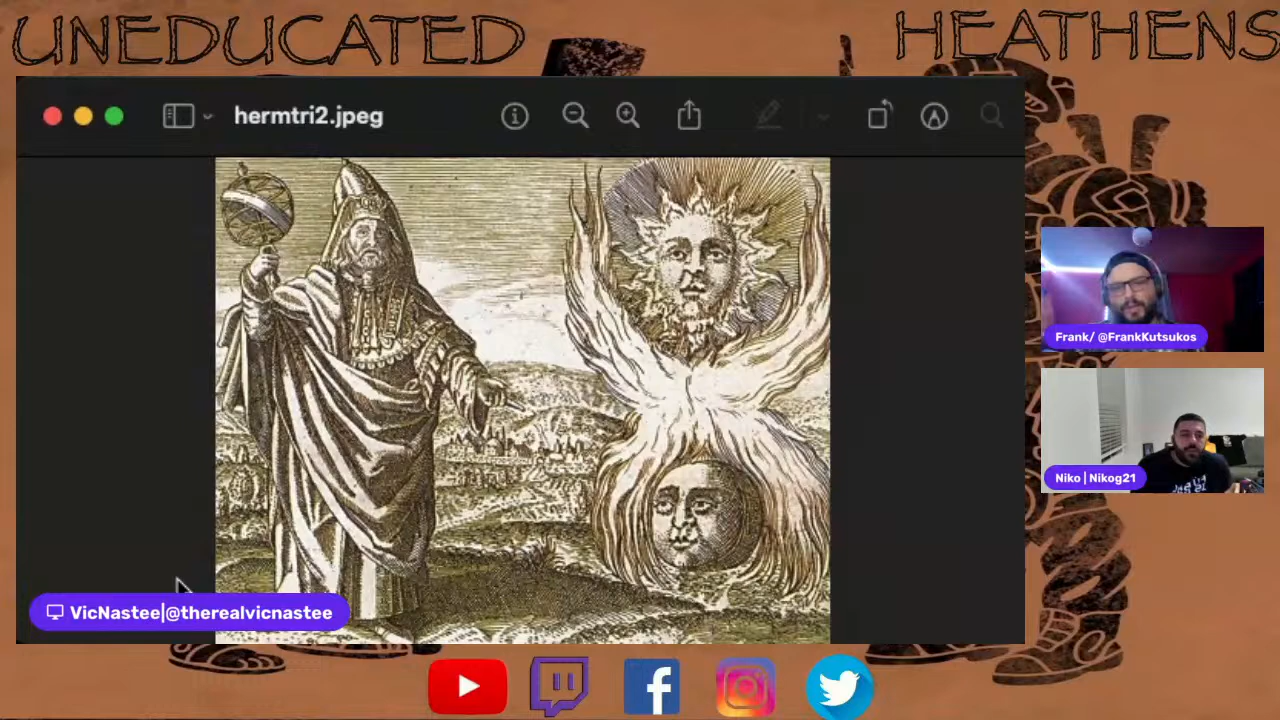 UNEDUCATED HEATHENS
hermtri2.jpeg
Frank/ @FrankKutsukos
Niko | Nikog21
VicNastee|@therealvicnastee